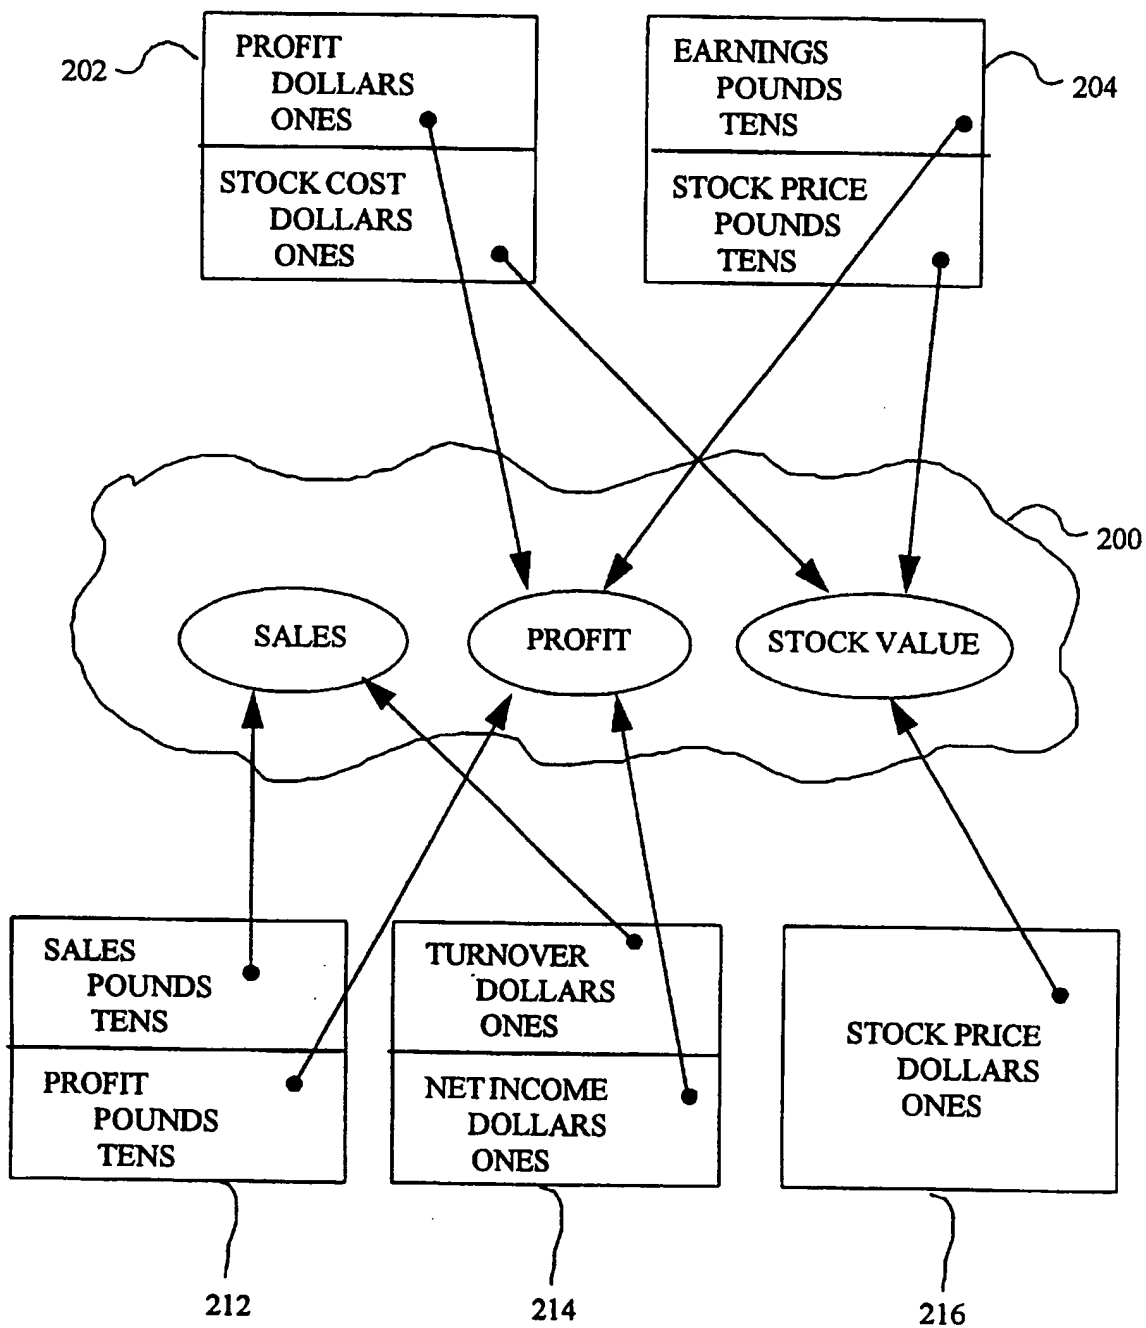 202
PROFIT
DOLLARS
ONES
STOCK COST
DOLLARS
ONES
EARNINGS
POUNDS
TENS
STOCK PRICE
POUNDS
TENS
204
200
SALES
PROFIT
STOCK VALUE
SALES
POUNDS
TENS
PROFIT
POUNDS
TENS
TURNOVER
DOLLARS
ONES
NET INCOME
DOLLARS
ONES
STOCK PRICE
DOLLARS
ONES
212
214
216